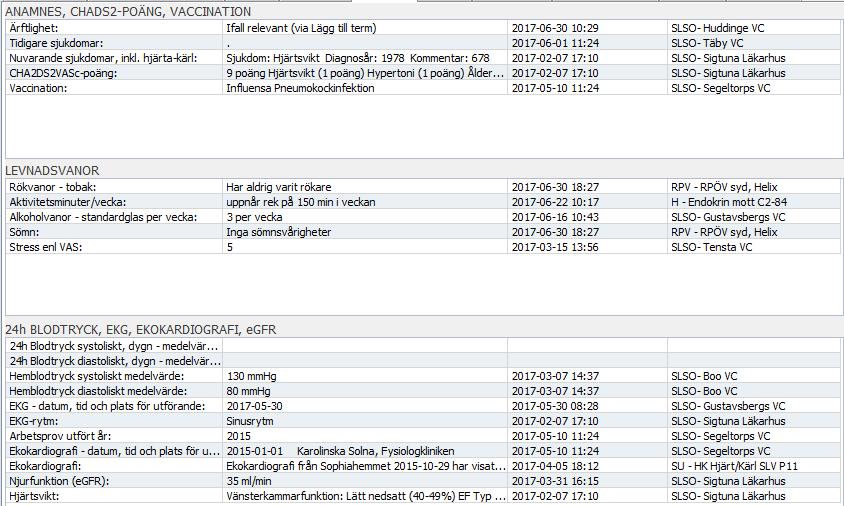 ANAMNES, CHADS2-POÄNG, VACCINATION
Ärftlighet: Ifall relevant (via Lägg till term) 2017-06-30 10:29 SLSO- Huddinge VC
Tidigare sjukdomar: . 2017-06-01 11:24 SLSO- Täby VC
Nuvarande sjukdomar, inkl. hjärta-kärl: Sjukdom: Hjärtsvikt Diagnosår: 1978 Kommentar: 678 2017-02-07 17:10 SLSO- Sigtuna Läkarhus
CHA2DS2VASc-poäng: 9 poäng Hjärtsvikt (1 poäng) Hypertoni (1 poäng) Ålder... 2017-02-07 17:10 SLSO- Sigtuna Läkarhus
Vaccination: Influensa Pneumokockinfektion 2017-05-10 11:24 SLSO- Segeltorps VC
LEVNADSVANOR
Rökvanor - tobak: Har aldrig varit rökare 2017-06-30 18:27 RPV - RPÖV syd, Helix
Aktivitetsminuter/vecka: uppnår rek på 150 min i veckan 2017-06-22 10:17 H - Endokrin mott C2-84
Alkoholvanor - standardglas per vecka: 3 per vecka 2017-06-16 10:43 SLSO- Gustavsbergs VC
Sömn: Inga sömnsvårigheter 2017-06-30 18:27 RPV - RPÖV syd, Helix
Stress enl VAS: 5 2017-03-15 13:56 SLSO- Tensta VC
24h BLODTRYCK, EKG, EKOKARDIOGRAFI, eGFR
24h Blodtryck systoliskt, dygn - medelvär...
24h Blodtryck diastoliskt, dygn - medelvär...
Hemblodtryck systoliskt medelvärde: 130 mmHg 2017-03-07 14:37 SLSO- Boo VC
Hemblodtryck diastoliskt medelvärde: 80 mmHg 2017-03-07 14:37 SLSO- Boo VC
EKG - datum, tid och plats för utförande: 2017-05-30 2017-05-30 08:28 SLSO- Gustavsbergs VC
EKG-rytm: Sinusrytm 2017-02-07 17:10 SLSO- Sigtuna Läkarhus
Arbetsprov utfört år: 2015 2017-05-10 11:24 SLSO- Segeltorps VC
Ekokardiografi - datum, tid och plats för u... 2015-01-01 Karolinska Solna, Fysiologkliniken 2017-05-10 11:24 SLSO- Segeltorps VC
Ekokardiografi: Ekokardiografi från Sophiahemmet 2015-10-29 har visat... 2017-04-05 18:12 SU - HK Hjärt/Kärl SLV P11
Njurfunktion (eGFR): 35 ml/min 2017-03-31 16:15 SLSO- Sigtuna Läkarhus
Hjärtsvikt: Vänsterkammarfunktion: Lätt nedsatt (40-49%) EF Typ ... 2017-02-07 17:10 SLSO- Sigtuna Läkarhus